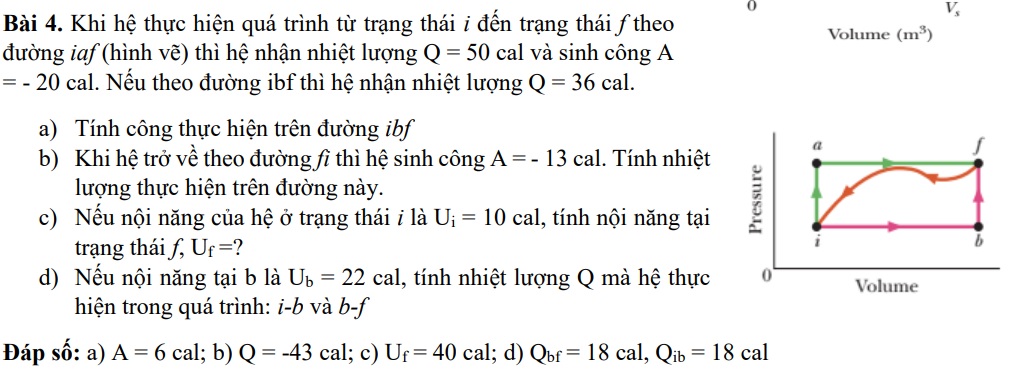 0
V_s
Volume (m³)
Bài 4. Khi hệ thực hiện quá trình từ trạng thái i đến trạng thái f theo
đường iaf (hình vẽ) thì hệ nhận nhiệt lượng Q = 50 cal và sinh công A
= - 20 cal. Nếu theo đường ibf thì hệ nhận nhiệt lượng Q = 36 cal.
a) Tính công thực hiện trên đường ibf
b) Khi hệ trở về theo đường fi thì hệ sinh công A = - 13 cal. Tính nhiệt
lượng thực hiện trên đường này.
c) Nếu nội năng của hệ ở trạng thái i là U_i = 10 cal, tính nội năng tại
trạng thái f, U_f =?
d) Nếu nội năng tại b là U_b = 22 cal, tính nhiệt lượng Q mà hệ thực
hiện trong quá trình: i-b và b-f
Pressure
a
f
i
b
0
Volume
Đáp số: a) A = 6 cal; b) Q = -43 cal; c) U_f = 40 cal; d) Q_bf = 18 cal, Q_ib = 18 cal